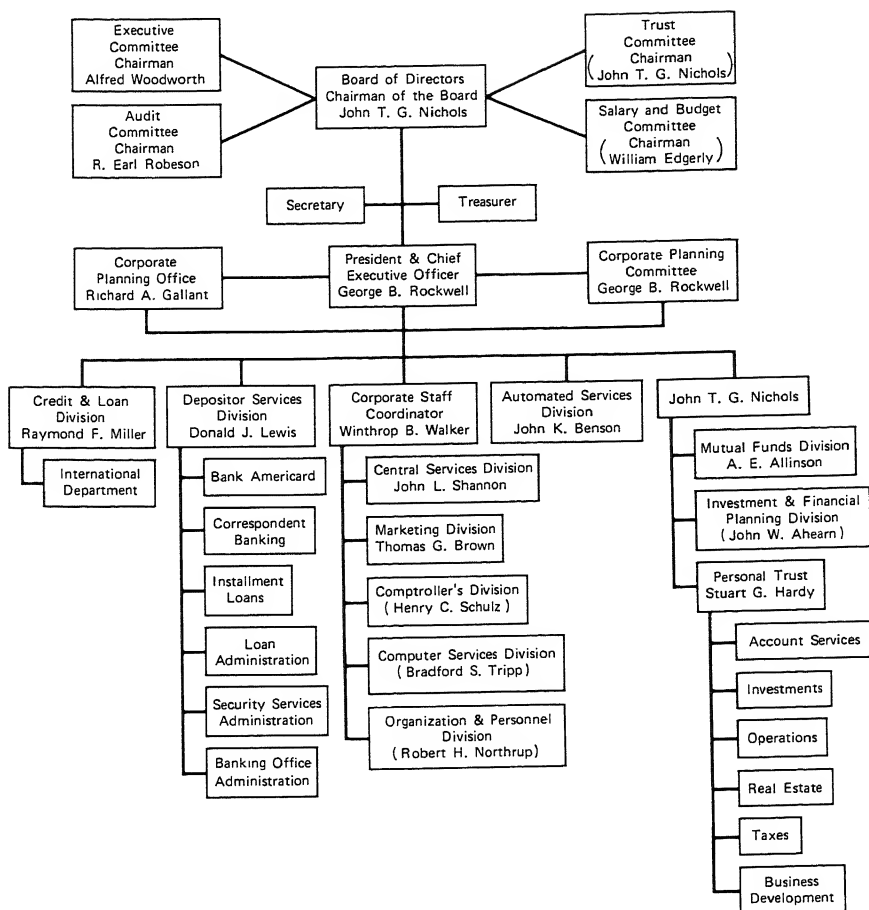 Executive
Committee
Chairman
Alfred Woodworth
Trust
Committee
Chairman
(John T. G. Nichols)
Board of Directors
Chairman of the Board
John T. G. Nichols
Audit
Committee
Chairman
R. Earl Robeson
Salary and Budget
Committee
Chairman
(William Edgerly)
Secretary
Treasurer
Corporate
Planning Office
Richard A. Gallant
President & Chief
Executive Officer
George B. Rockwell
Corporate Planning
Committee
George B. Rockwell
Credit & Loan
Division
Raymond F. Miller
International
Department
Depositor Services
Division
Donald J. Lewis
Bank Americard
Correspondent
Banking
Installment
Loans
Loan
Administration
Security Services
Administration
Banking Office
Administration
Corporate Staff
Coordinator
Winthrop B. Walker
Central Services Division
John L. Shannon
Marketing Division
Thomas G. Brown
Comptroller's Division
(Henry C. Schulz)
Computer Services Division
(Bradford S. Tripp)
Organization & Personnel
Division
(Robert H. Northrup)
Automated Services
Division
John K. Benson
John T. G. Nichols
Mutual Funds Division
A. E. Allinson
Investment & Financial
Planning Division
(John W. Ahearn)
Personal Trust
Stuart G. Hardy
Account Services
Investments
Operations
Real Estate
Taxes
Business
Development